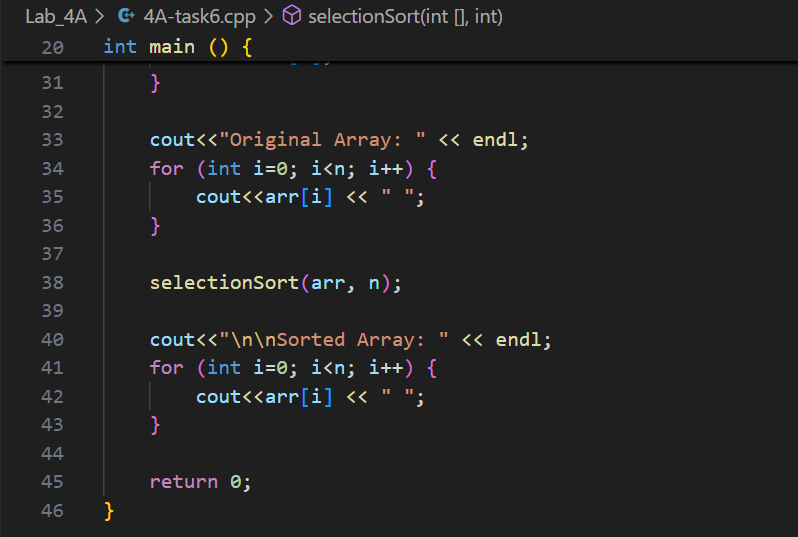 Lab_4A > 4A-task6.cpp > selectionSort(int [], int)
20 int main () {
31 }
32
33 cout<<"Original Array: " << endl;
34 for (int i=0; i<n; i++) {
35 cout<<arr[i] << " ";
36 }
37
38 selectionSort(arr, n);
39
40 cout<<"\n\nSorted Array: " << endl;
41 for (int i=0; i<n; i++) {
42 cout<<arr[i] << " ";
43 }
44
45 return 0;
46 }